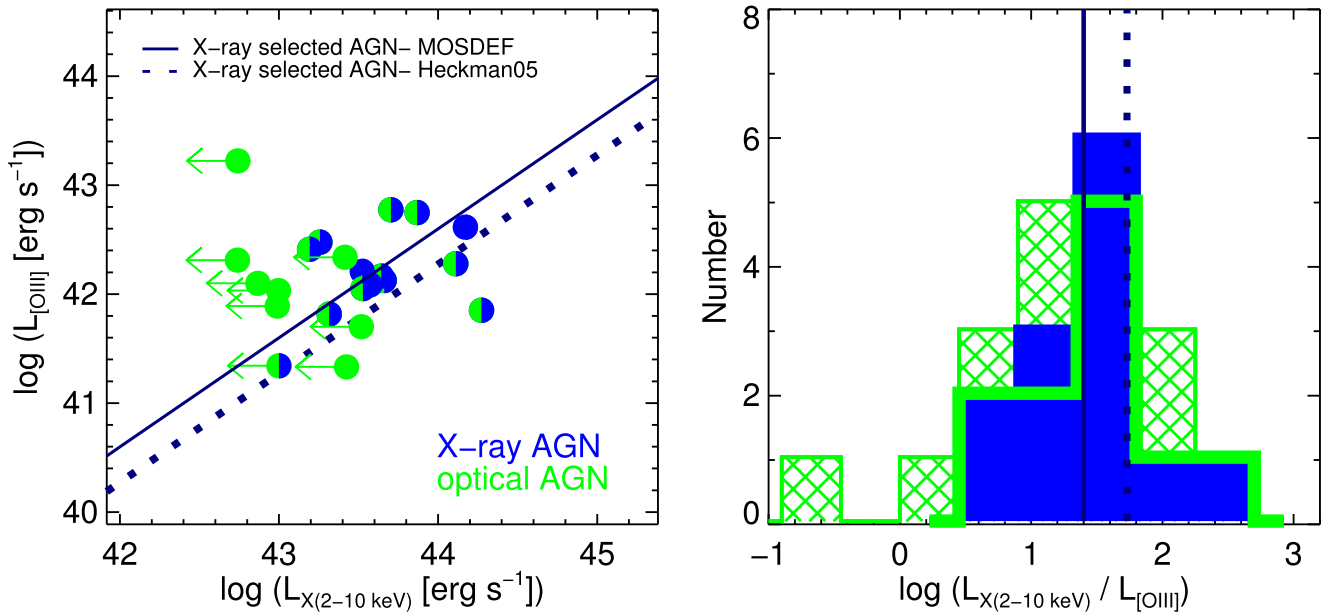 X−ray selected AGN− MOSDEF
X−ray selected AGN− Heckman05
44
43
42
41
40
log (L[OIII] [erg s−1])
X−ray AGN
optical AGN
42 43 44 45
log (LX(2−10 keV) [erg s−1])
8
6
4
2
0
Number
−1 0 1 2 3
log (LX(2−10 keV) / L[OIII])